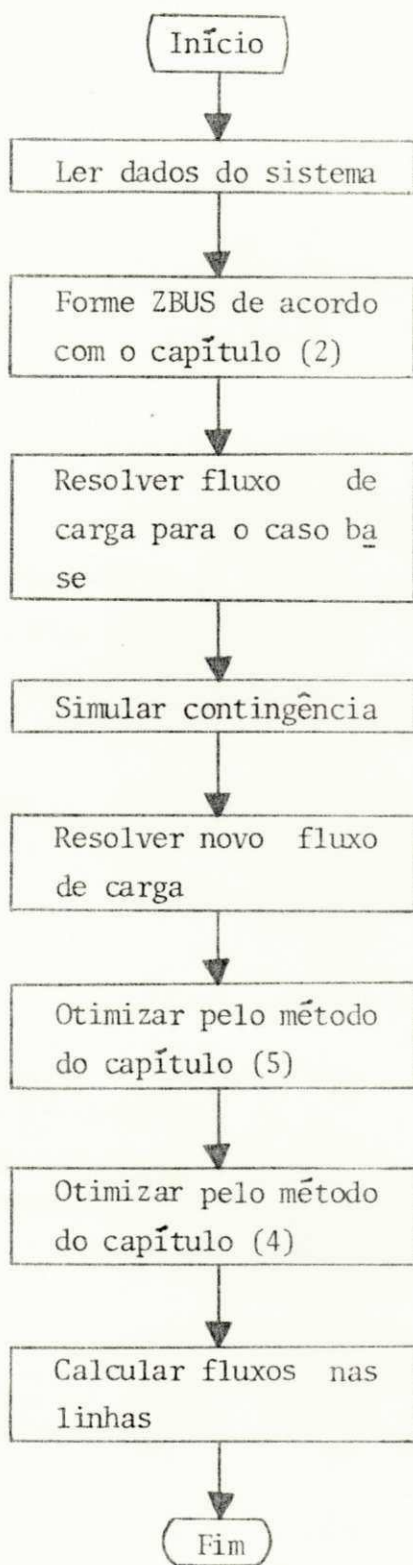 Início
Ler dados do sistema
Forme ZBUS de acordo
com o capítulo (2)
Resolver fluxo de
carga para o caso ba
se
Simular contingência
Resolver novo fluxo
de carga
Otimizar pelo método
do capítulo (5)
Otimizar pelo método
do capítulo (4)
Calcular fluxos nas
linhas
Fim